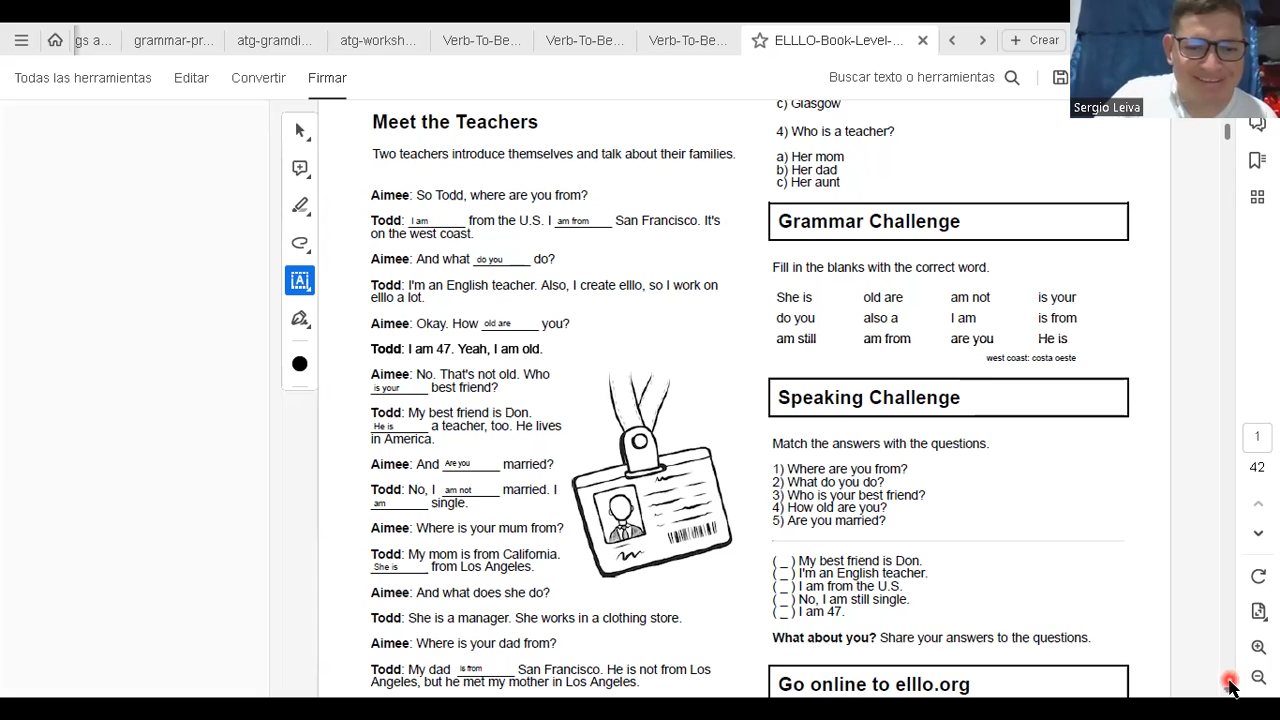 gs a...
grammar-pr...
atg-gramdi...
atg-worksh...
Verb-To-Be...
Verb-To-Be...
Verb-To-Be...
ELLLO-Book-Level-...
Crear
Todas las herramientas
Editar
Convertir
Firmar
Buscar texto o herramientas
Sergio Leiva
Meet the Teachers
Two teachers introduce themselves and talk about their families.
Aimee: So Todd, where are you from?
Todd: I am from the U.S. I am from San Francisco. It's
on the west coast.
Aimee: And what do you do?
Todd: I'm an English teacher. Also, I create elllo, so I work on
elllo a lot.
Aimee: Okay. How old are you?
Todd: I am 47. Yeah, I am old.
Aimee: No. That's not old. Who
is your best friend?
Todd: My best friend is Don.
He is a teacher, too. He lives
in America.
Aimee: And Are you married?
Todd: No, I am not married. I
am single.
Aimee: Where is your mum from?
Todd: My mom is from California.
She is from Los Angeles.
Aimee: And what does she do?
Todd: She is a manager. She works in a clothing store.
Aimee: Where is your dad from?
Todd: My dad is from San Francisco. He is not from Los
Angeles, but he met my mother in Los Angeles.
c) Glasgow
4) Who is a teacher?
a) Her mom
b) Her dad
c) Her aunt
Grammar Challenge
Fill in the blanks with the correct word.
She is old are am not is your
do you also a I am is from
am still am from are you He is
west coast: costa oeste
Speaking Challenge
Match the answers with the questions.
1) Where are you from?
2) What do you do?
3) Who is your best friend?
4) How old are you?
5) Are you married?
( _ ) My best friend is Don.
( _ ) I'm an English teacher.
( _ ) I am from the U.S.
( _ ) No, I am still single.
( _ ) I am 47.
What about you? Share your answers to the questions.
Go online to elllo.org
1
42